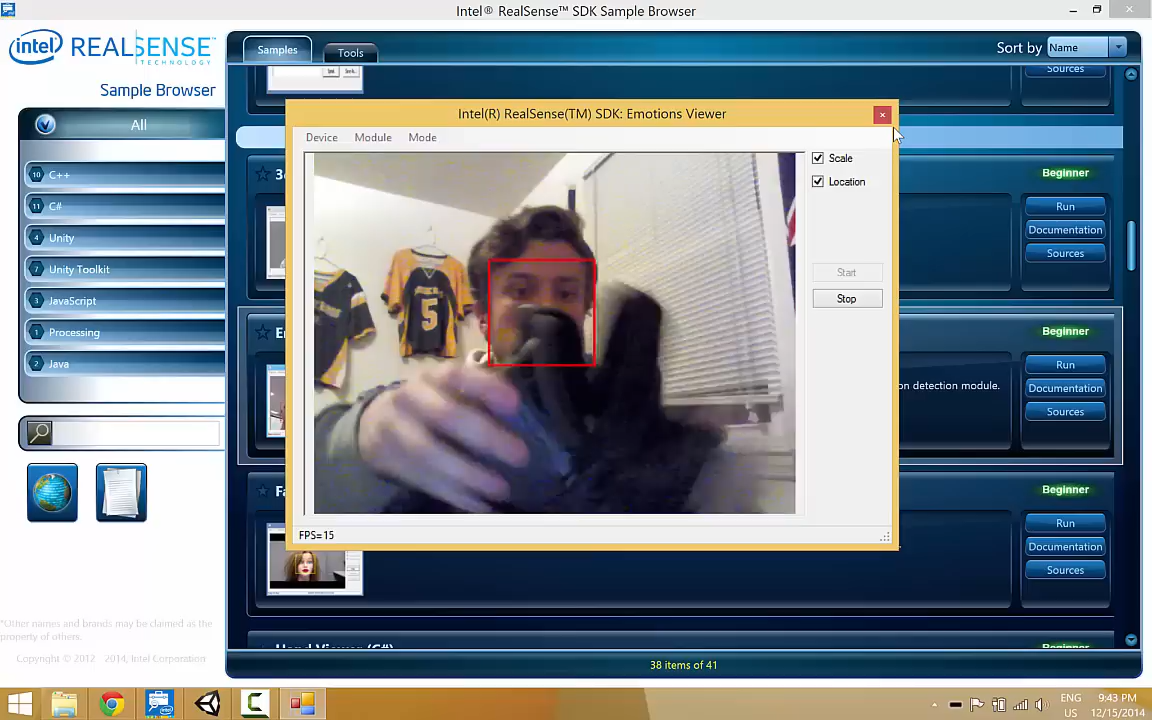 Intel® RealSense™ SDK Sample Browser
intel REALSENSE
TECHNOLOGY
Sample Browser
Samples
Tools
Sort by
Name
Sources
All
10 C++
11 C#
4 Unity
7 Unity Toolkit
3 JavaScript
1 Processing
2 Java
Intel(R) RealSense(TM) SDK: Emotions Viewer
Device Module Mode
Scale
Location
Start
Stop
5
FPS=15
Beginner
Run
Documentation
Sources
Beginner
on detection module.
Run
Documentation
Sources
Beginner
Run
Documentation
Sources
38 items of 41
*Other names and brands may be claimed as the
property of others.
Copyright © 2012 - 2014, Intel Corporation
ENG
US
9:43 PM
12/15/2014